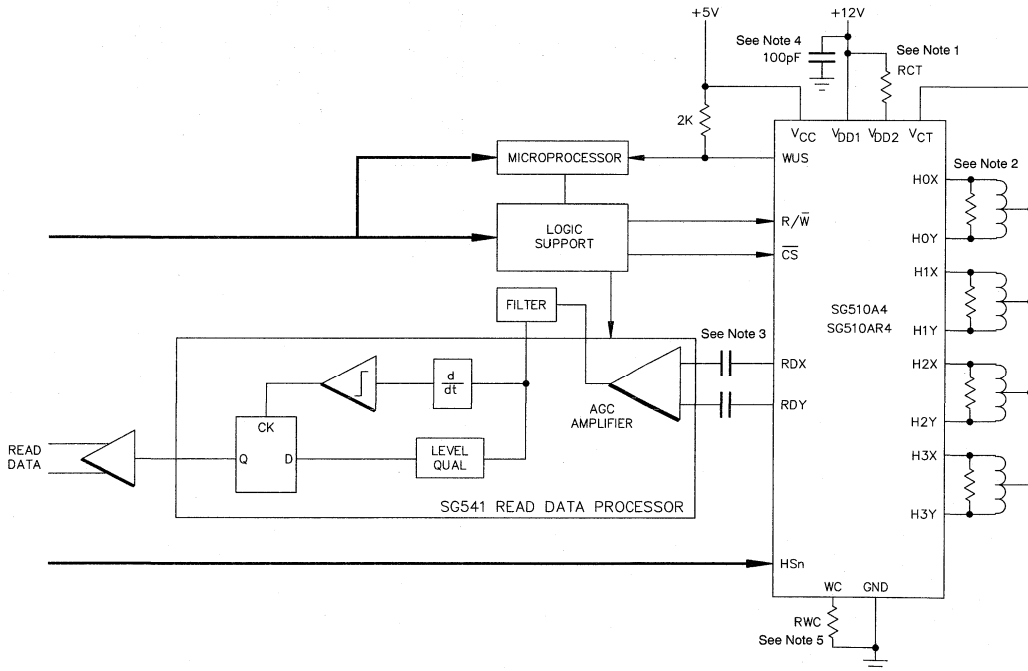 +5V
+12V
See Note 4
100pF
See Note 1
RCT
2K
VCC
VDD1
VDD2
VCT
MICROPROCESSOR
WUS
See Note 2
H0X
LOGIC
SUPPORT
R/W̅
H0Y
C̅S̅
H1X
FILTER
SG510A4
SG510AR4
See Note 3
H1Y
RDX
H2X
d
dt
AGC
AMPLIFIER
RDY
CK
H2Y
READ
DATA
Q
D
LEVEL
QUAL
H3X
SG541 READ DATA PROCESSOR
H3Y
HSn
WC
GND
RWC
See Note 5